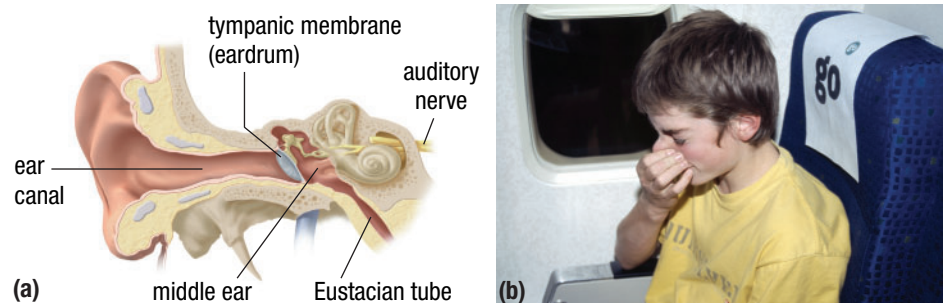 tympanic membrane
(eardrum)
auditory
nerve
ear
canal
middle ear
Eustacian tube
(a)
go
(b)